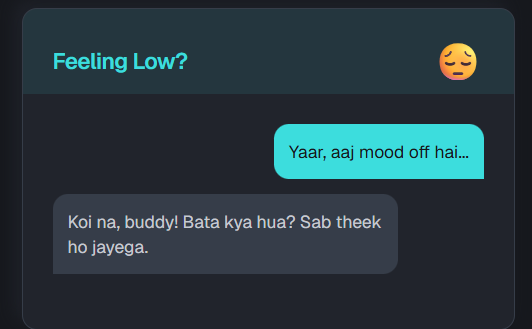 Feeling Low?
Yaar, aaj mood off hai...
Koi na, buddy! Bata kya hua? Sab theek
ho jayega.